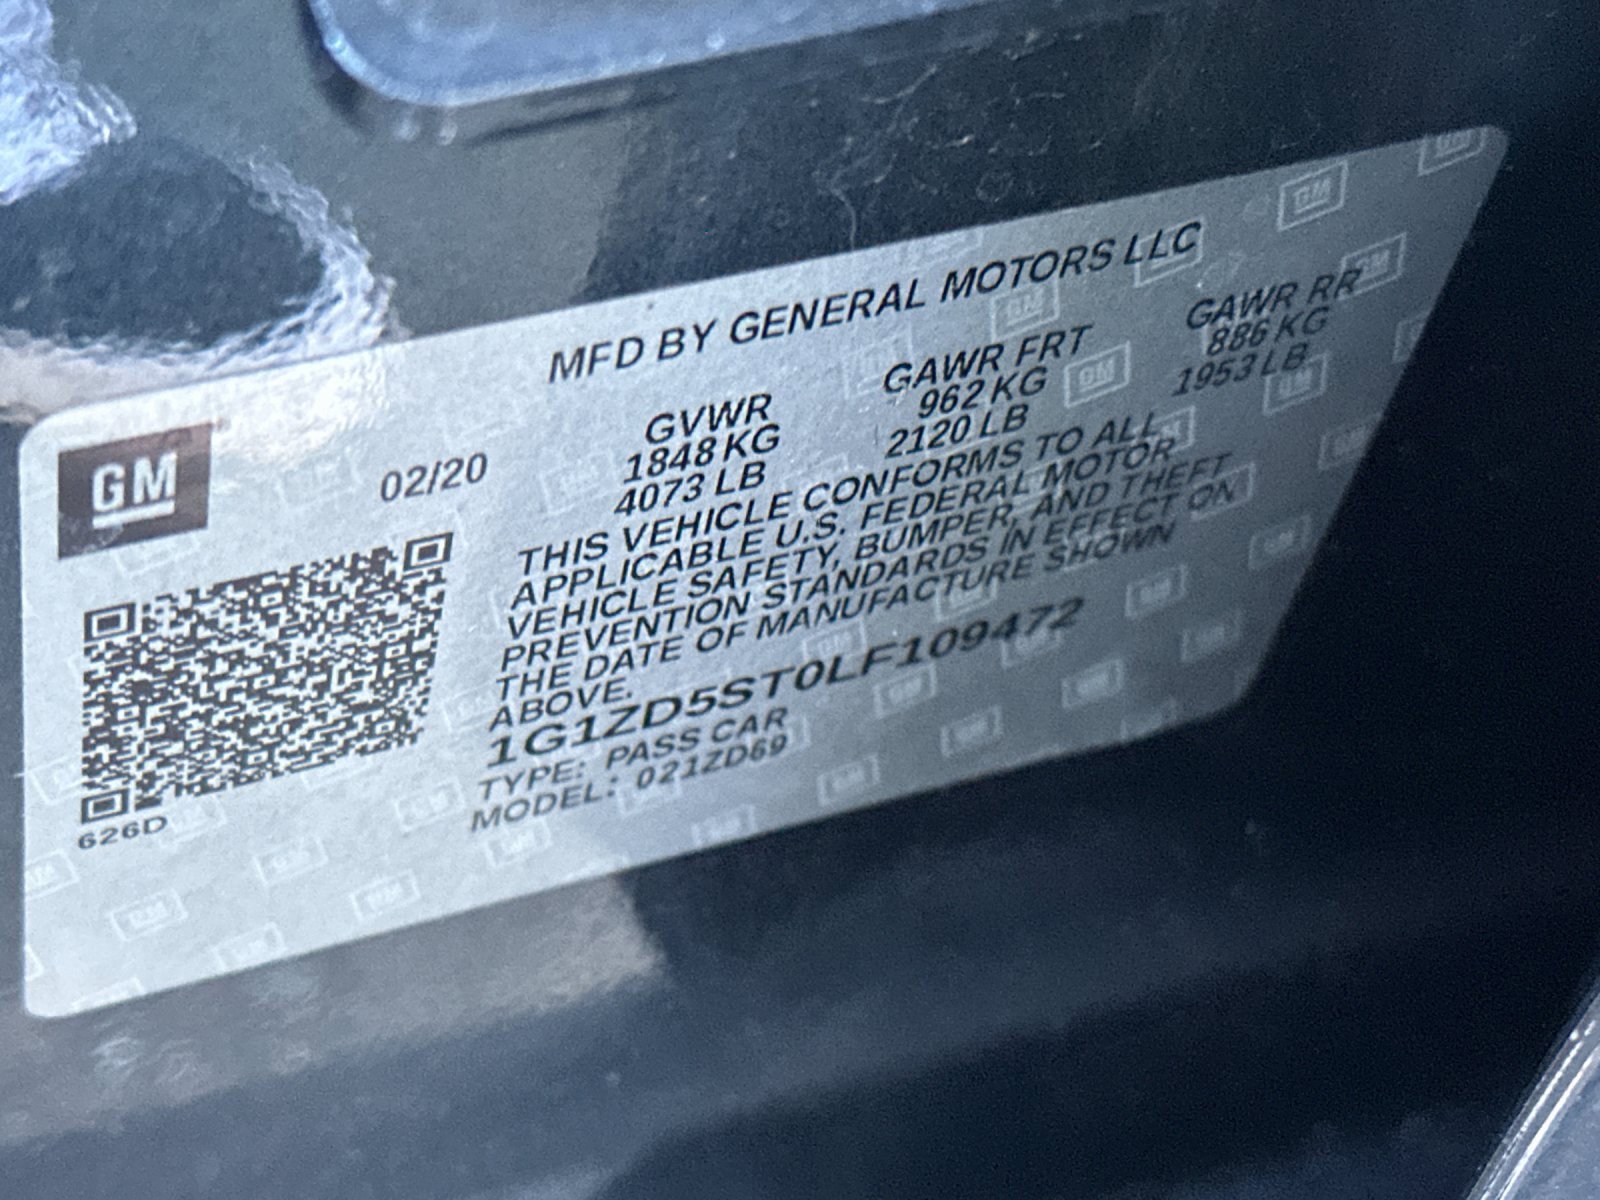 MFD BY GENERAL MOTORS LLC
GM
02/20
GVWR
1848 KG
4073 LB
GAWR FRT
962 KG
2120 LB
GAWR RR
886 KG
1953 LB
THIS VEHICLE CONFORMS TO ALL
APPLICABLE U.S. FEDERAL MOTOR
VEHICLE SAFETY, BUMPER, AND THEFT
PREVENTION STANDARDS IN EFFECT ON
THE DATE OF MANUFACTURE SHOWN
ABOVE.
1G1ZD5ST0LF109472
TYPE: PASS CAR
MODEL: 021ZD69
626D